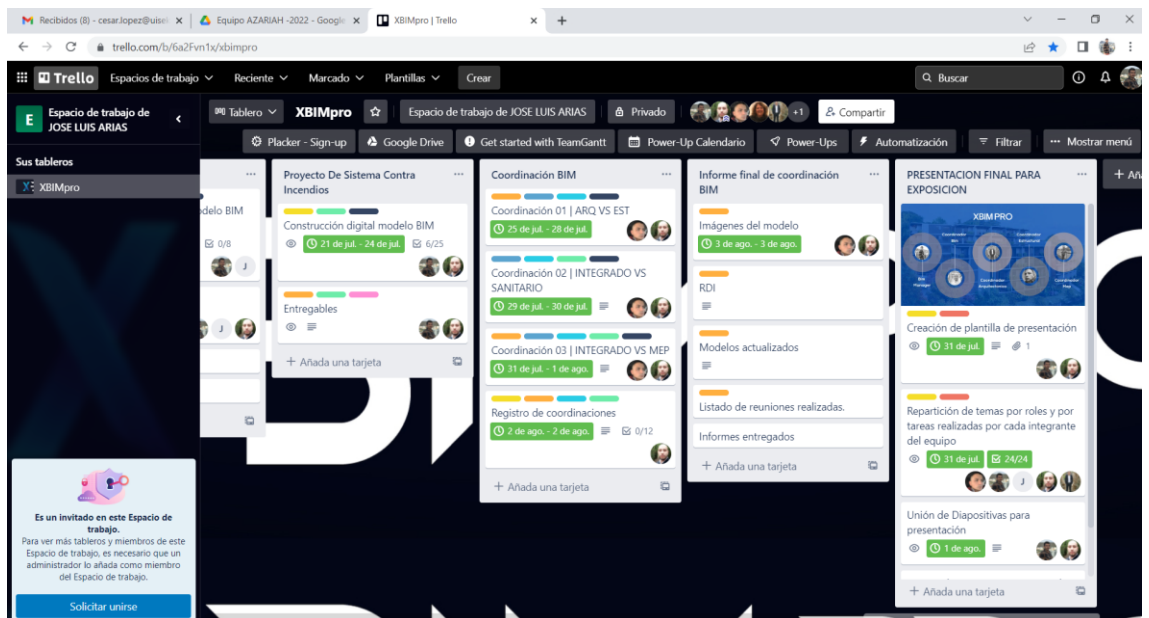 Recibidos (8) - cesar.lopez@uisel
Equipo AZARIAH -2022 - Google
XBIMpro | Trello
trello.com/b/6a2Fvn1x/xbimpro
Trello
Espacios de trabajo
Reciente
Marcado
Plantillas
Crear
Buscar
E
Espacio de trabajo de
JOSE LUIS ARIAS
Tablero
XBIMpro
Espacio de trabajo de JOSE LUIS ARIAS
Privado
+1
Compartir
Placker - Sign-up
Google Drive
Get started with TeamGantt
Power-Up Calendario
Power-Ups
Automatización
Filtrar
Mostrar menú
Sus tableros
XBIMpro
delo BIM
0/8
J
J
Proyecto De Sistema Contra
Incendios
Construcción digital modelo BIM
21 de jul. - 24 de jul.
6/25
Entregables
+ Añada una tarjeta
Coordinación BIM
Coordinación 01 | ARQ VS EST
25 de jul. - 28 de jul.
Coordinación 02 | INTEGRADO VS
SANITARIO
29 de jul. - 30 de jul.
Coordinación 03 | INTEGRADO VS MEP
31 de jul. - 1 de ago.
Registro de coordinaciones
2 de ago. - 2 de ago.
0/12
+ Añada una tarjeta
Informe final de coordinación
BIM
Imágenes del modelo
3 de ago. - 3 de ago.
RDI
Modelos actualizados
Listado de reuniones realizadas.
Informes entregados
+ Añada una tarjeta
PRESENTACION FINAL PARA
EXPOSICION
XBIM PRO
Creación de plantilla de presentación
31 de jul.
1
Repartición de temas por roles y por
tareas realizadas por cada integrante
del equipo
31 de jul.
24/24
J
Unión de Diapositivas para
presentación
1 de ago.
+ Añada una tarjeta
+ Aña
Es un invitado en este Espacio de
trabajo.
Para ver más tableros y miembros de este
Espacio de trabajo, es necesario que un
administrador lo añada como miembro
del Espacio de trabajo.
Solicitar unirse